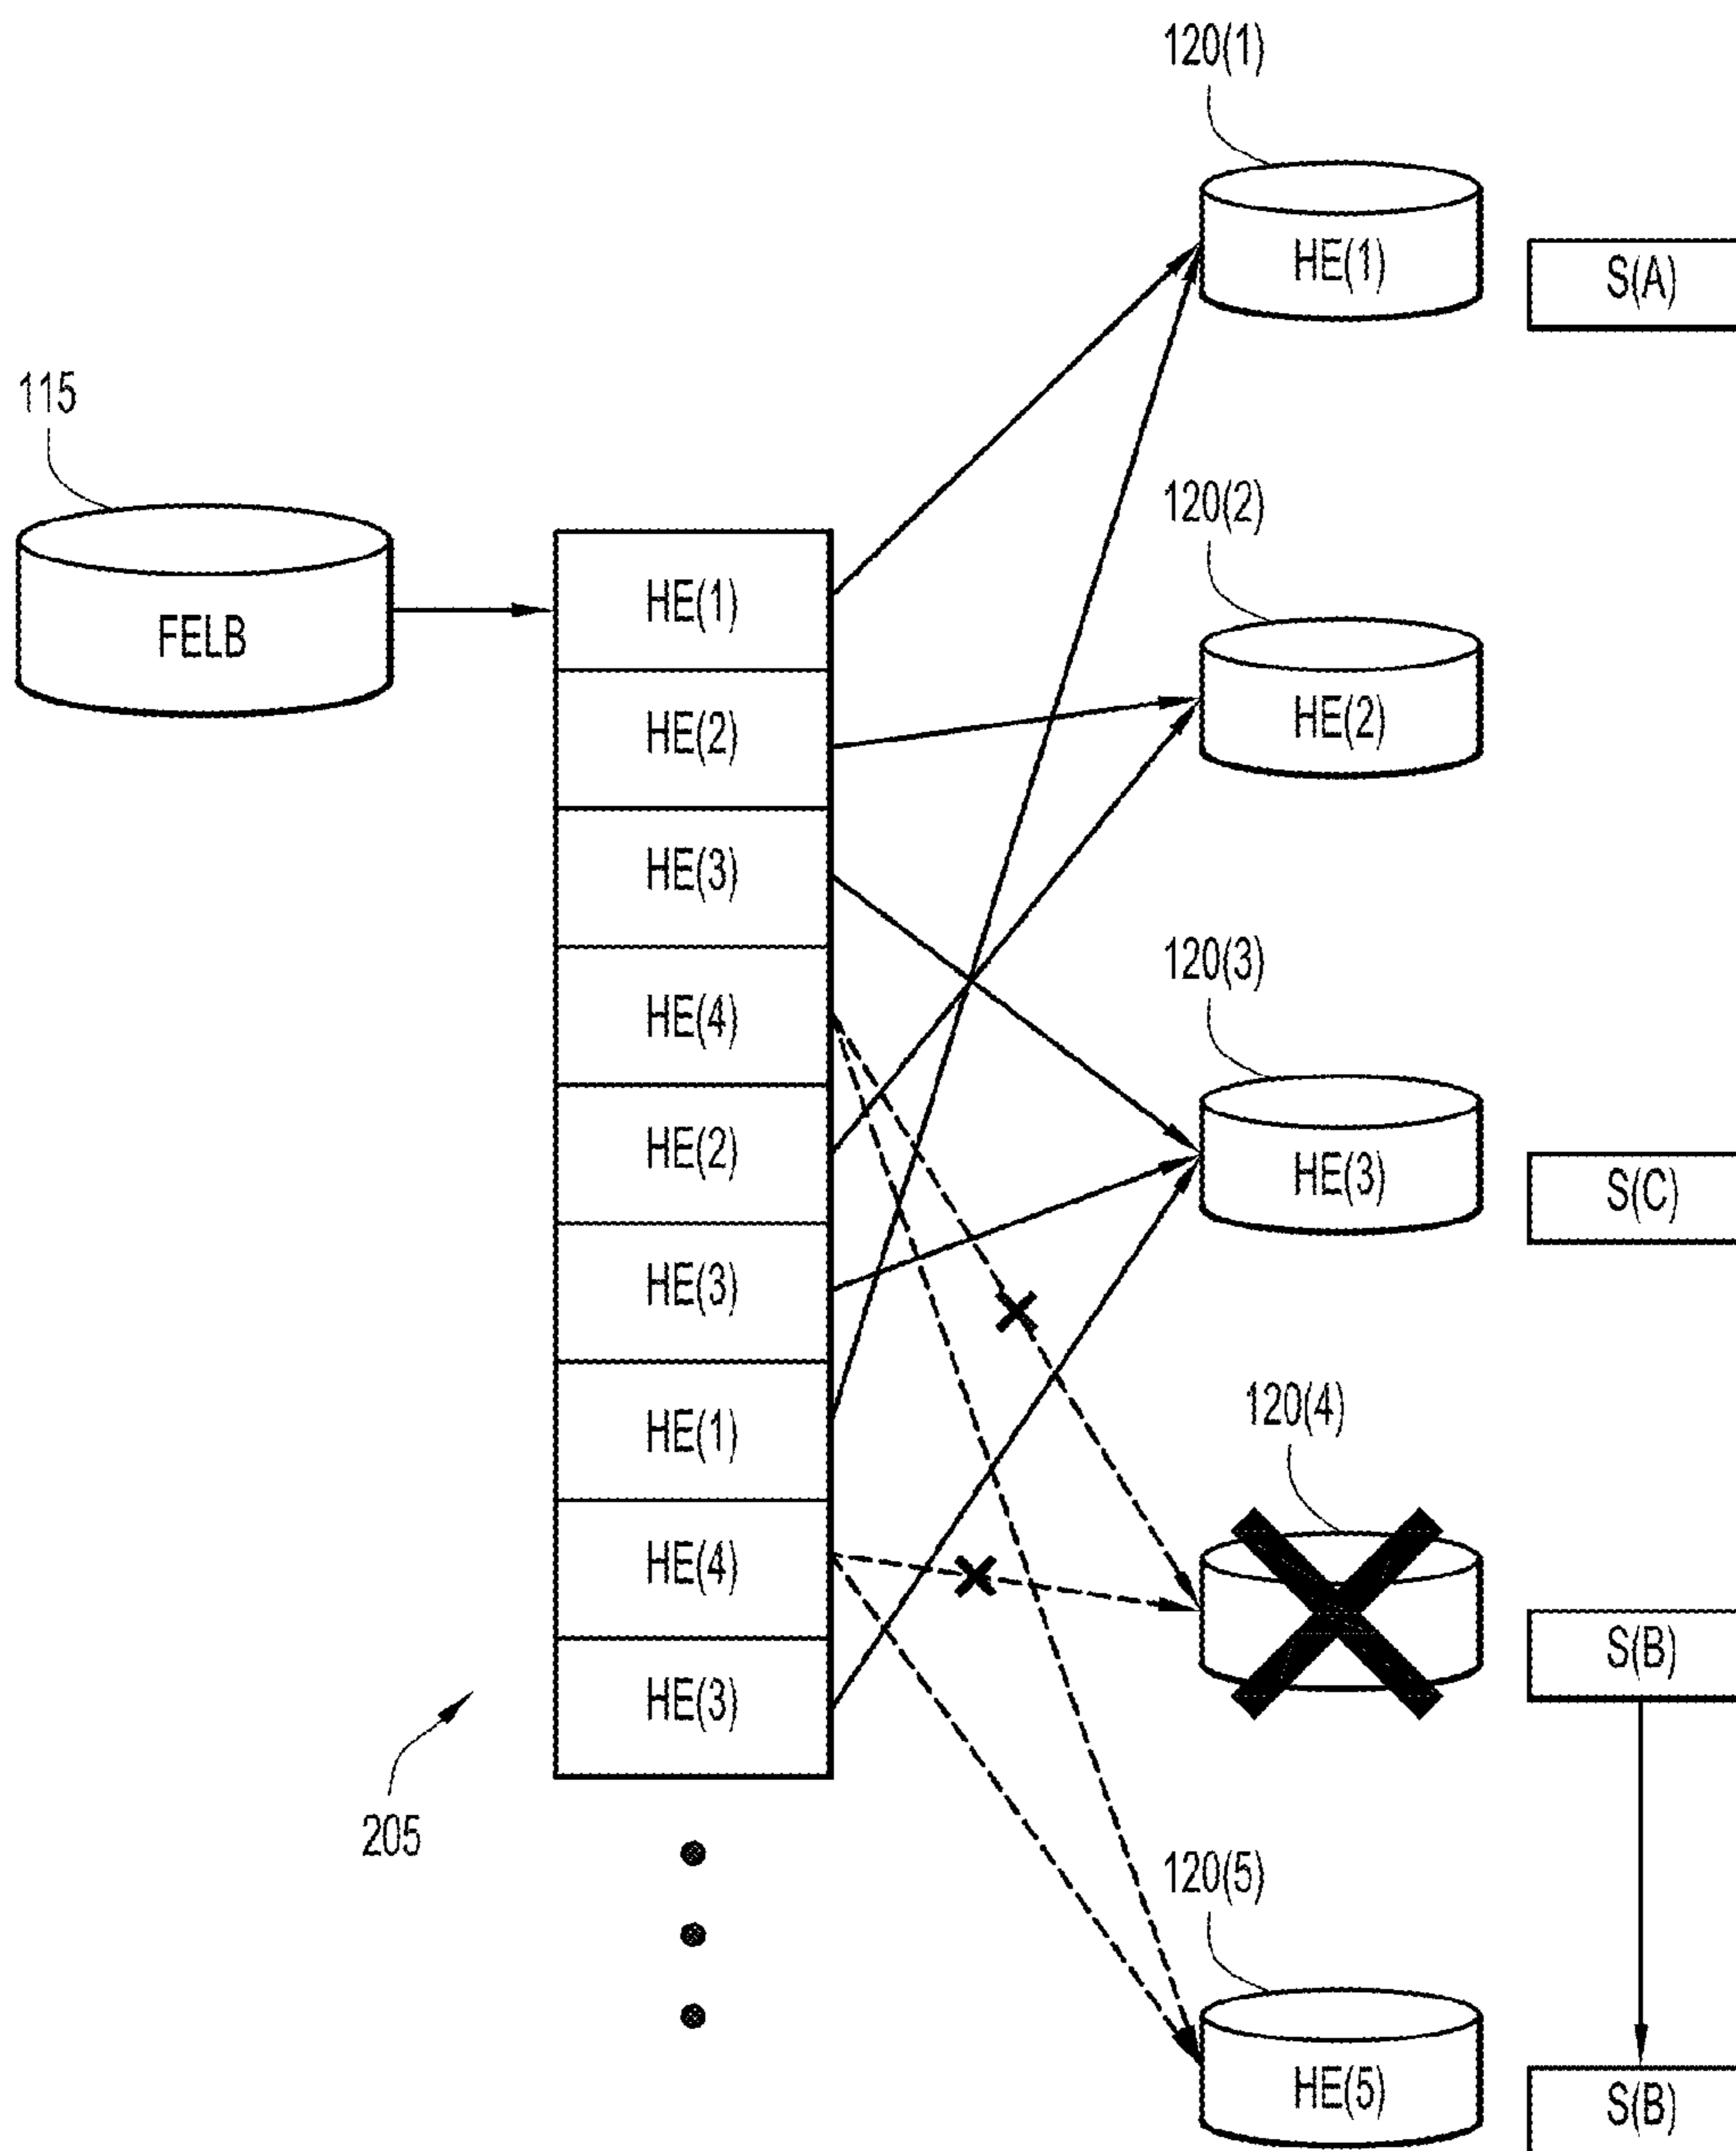 120(1)
HE(1)
S(A)
115
FELB
120(2)
HE(2)
HE(1)
HE(2)
HE(3)
HE(4)
HE(2)
HE(3)
HE(1)
HE(4)
HE(3)
205
120(3)
HE(3)
S(C)
120(4)
S(B)
120(5)
HE(5)
S(B)